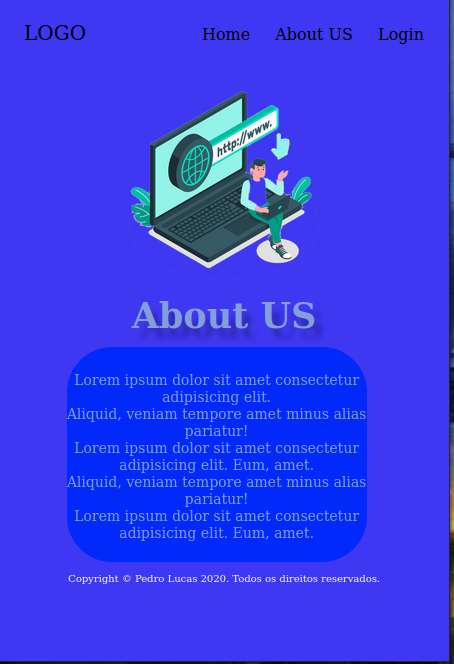 LOGO
Home About US Login
http://www.
About US
Lorem ipsum dolor sit amet consectetur
adipisicing elit.
Aliquid, veniam tempore amet minus alias
pariatur!
Lorem ipsum dolor sit amet consectetur
adipisicing elit. Eum, amet.
Aliquid, veniam tempore amet minus alias
pariatur!
Lorem ipsum dolor sit amet consectetur
adipisicing elit. Eum, amet.
Copyright © Pedro Lucas 2020. Todos os direitos reservados.